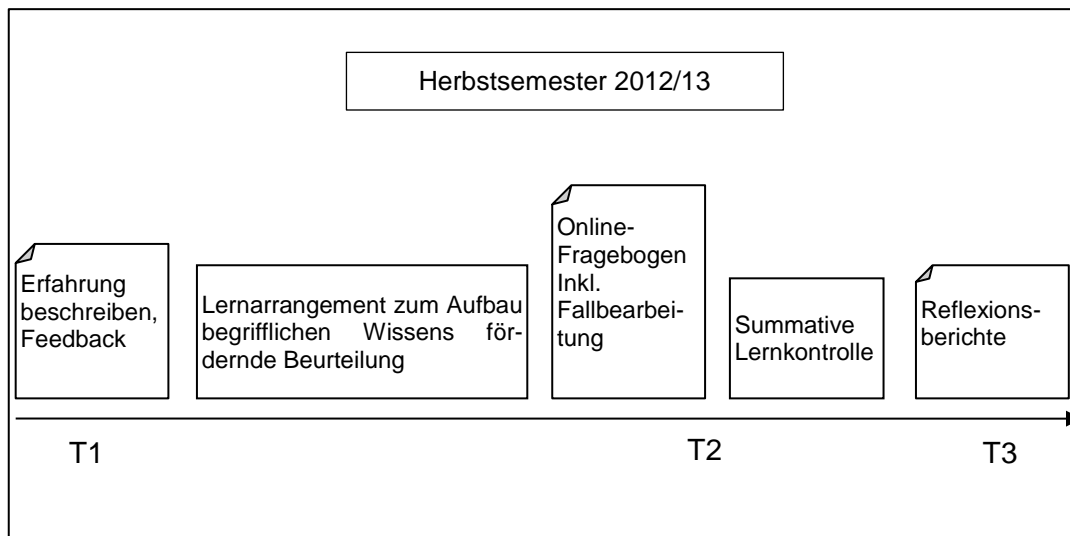 Herbstsemester 2012/13
Erfahrung
beschreiben,
Feedback
Lernarrangement zum Aufbau
begrifflichen Wissens för-
dernde Beurteilung
Online-
Fragebogen
Inkl.
Fallbearbei-
tung
Summative
Lernkontrolle
Reflexions-
berichte
T1
T2
T3